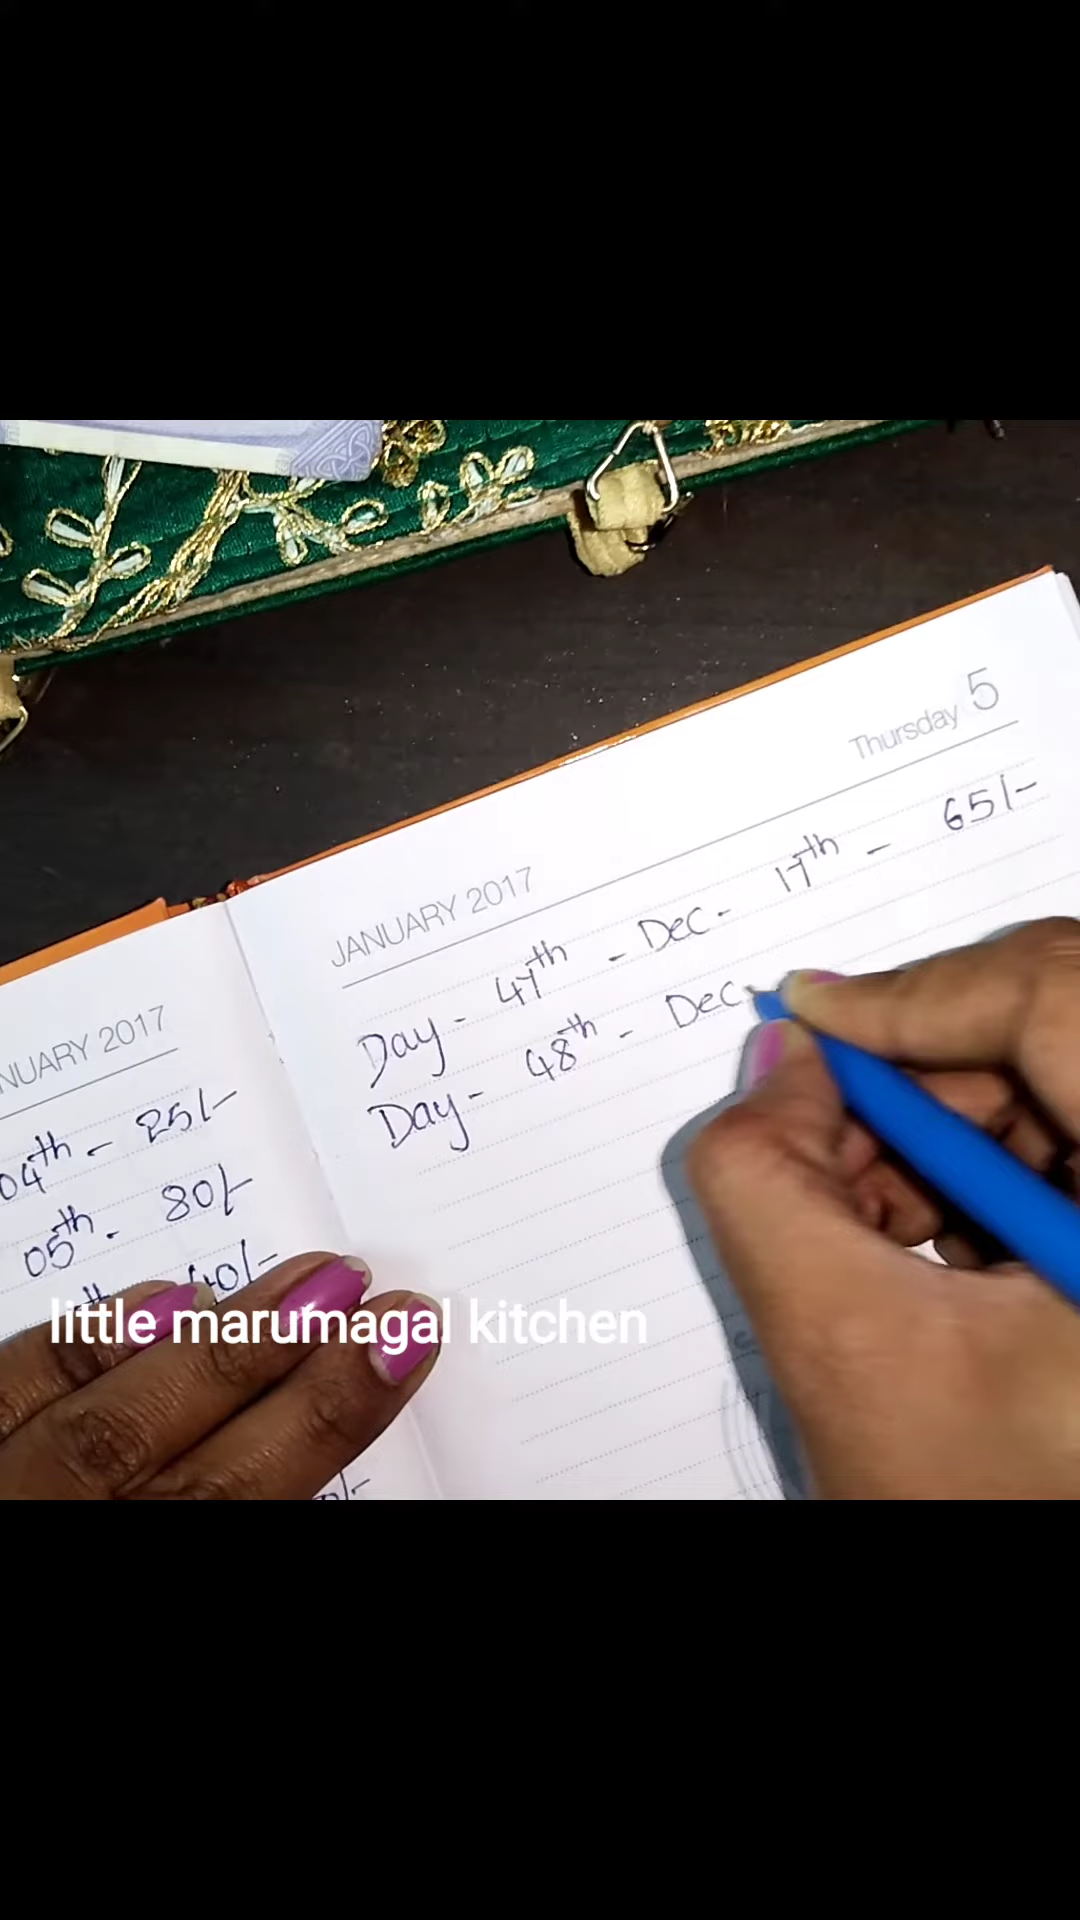 NUARY 2017
04th - 25/-
05th - 80/-
40/-
JANUARY 2017
Thursday 5
Day - 47th - Dec - 17th - 65/-
Day - 48th - Dec
little marumagal kitchen